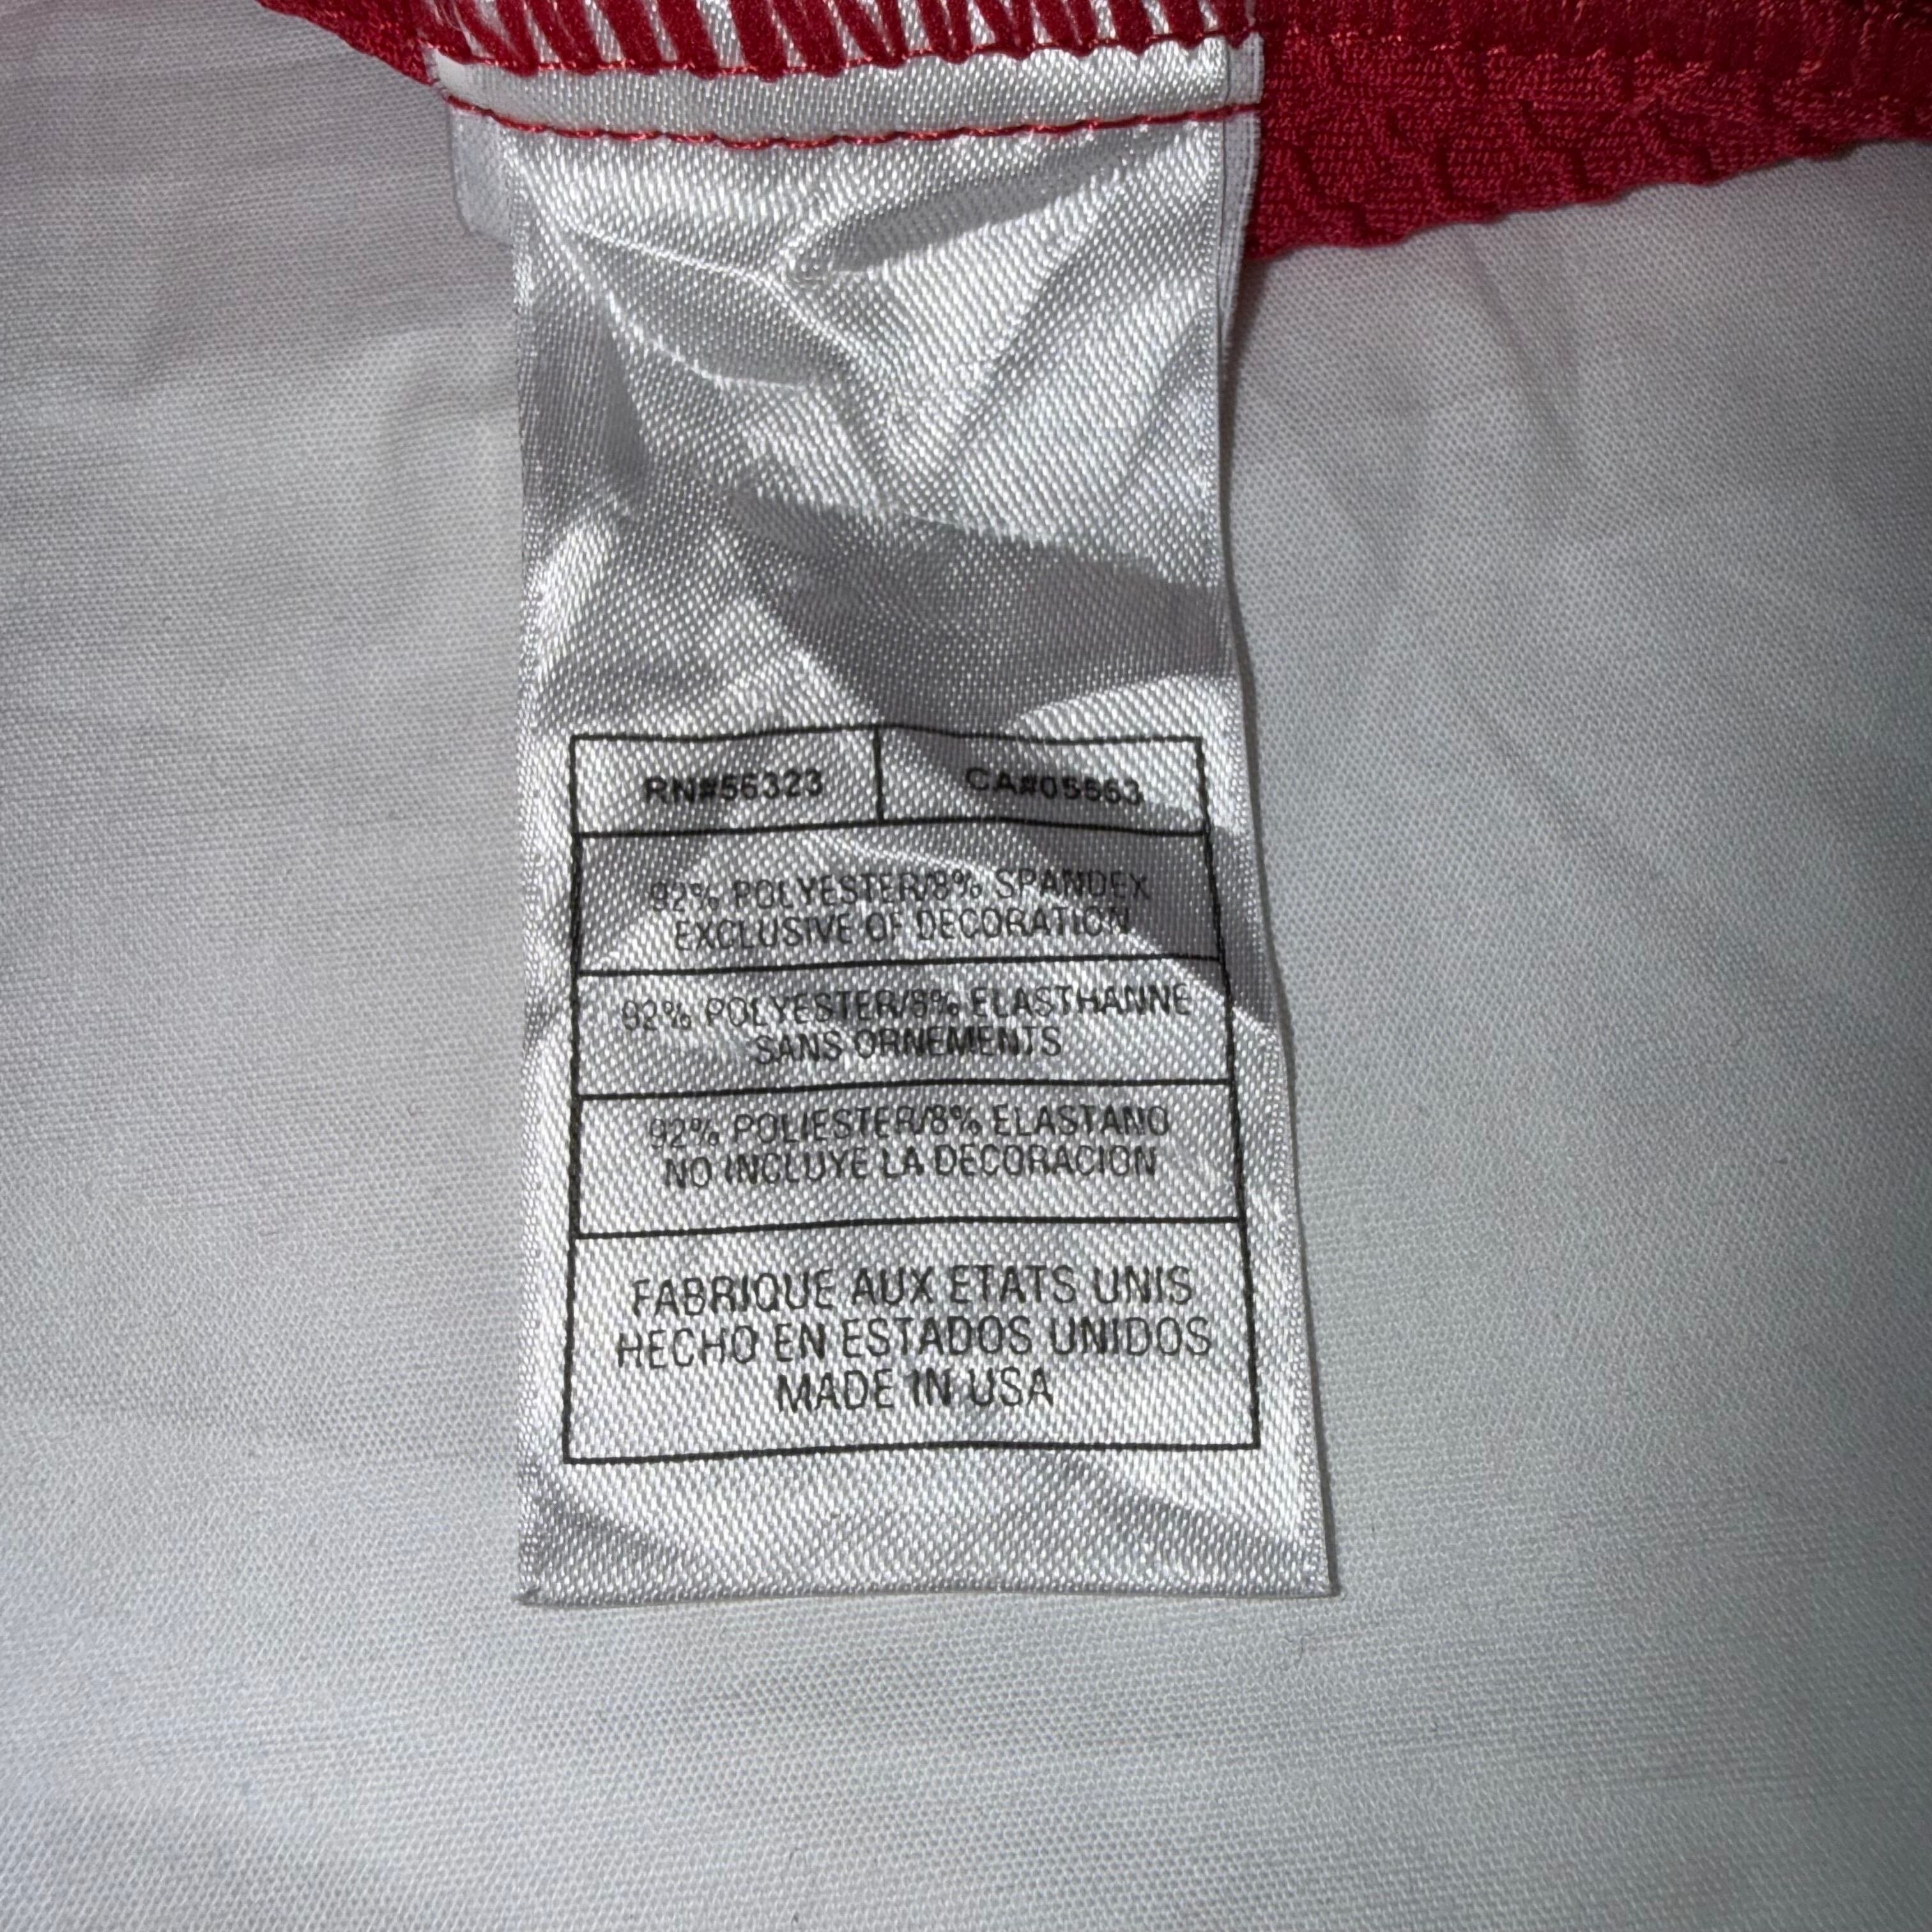 RN#56323 CA#05553
92% POLYESTER/8% SPANDEX
EXCLUSIVE OF DECORATION
92% POLYESTER/8% ELASTHANNE
SANS ORNEMENTS
92% POLIESTER/8% ELASTANO
NO INCLUYE LA DECORACION
FABRIQUE AUX ETATS UNIS
HECHO EN ESTADOS UNIDOS
MADE IN USA